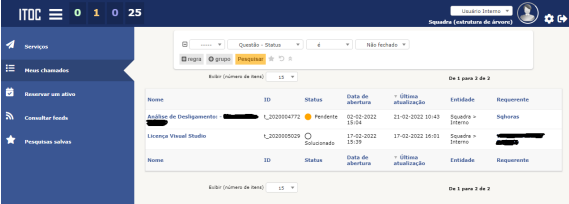 ITOC 0 1 0 25
Usuário Interno
Squadra (estrutura de árvore)
Serviços
Meus chamados
Reservar um ativo
Consultar feeds
Pesquisas salvas
----- Questão - Status é Não fechado
regra grupo Pesquisar
Exibir (número de itens) 15 De 1 para 2 de 2
Nome ID Status Data de abertura Última atualização Entidade Requerente
Análise de Desligamento: - t_2020004772 Pendente 02-02-2022 15:04 21-02-2022 10:43 Squadra > Interno Sqhoras
Licença Visual Studio t_2020005029 Solucionado 17-02-2022 15:39 17-02-2022 16:01 Squadra > Interno
Nome ID Status Data de abertura Última atualização Entidade Requerente
Exibir (número de itens) 15 De 1 para 2 de 2